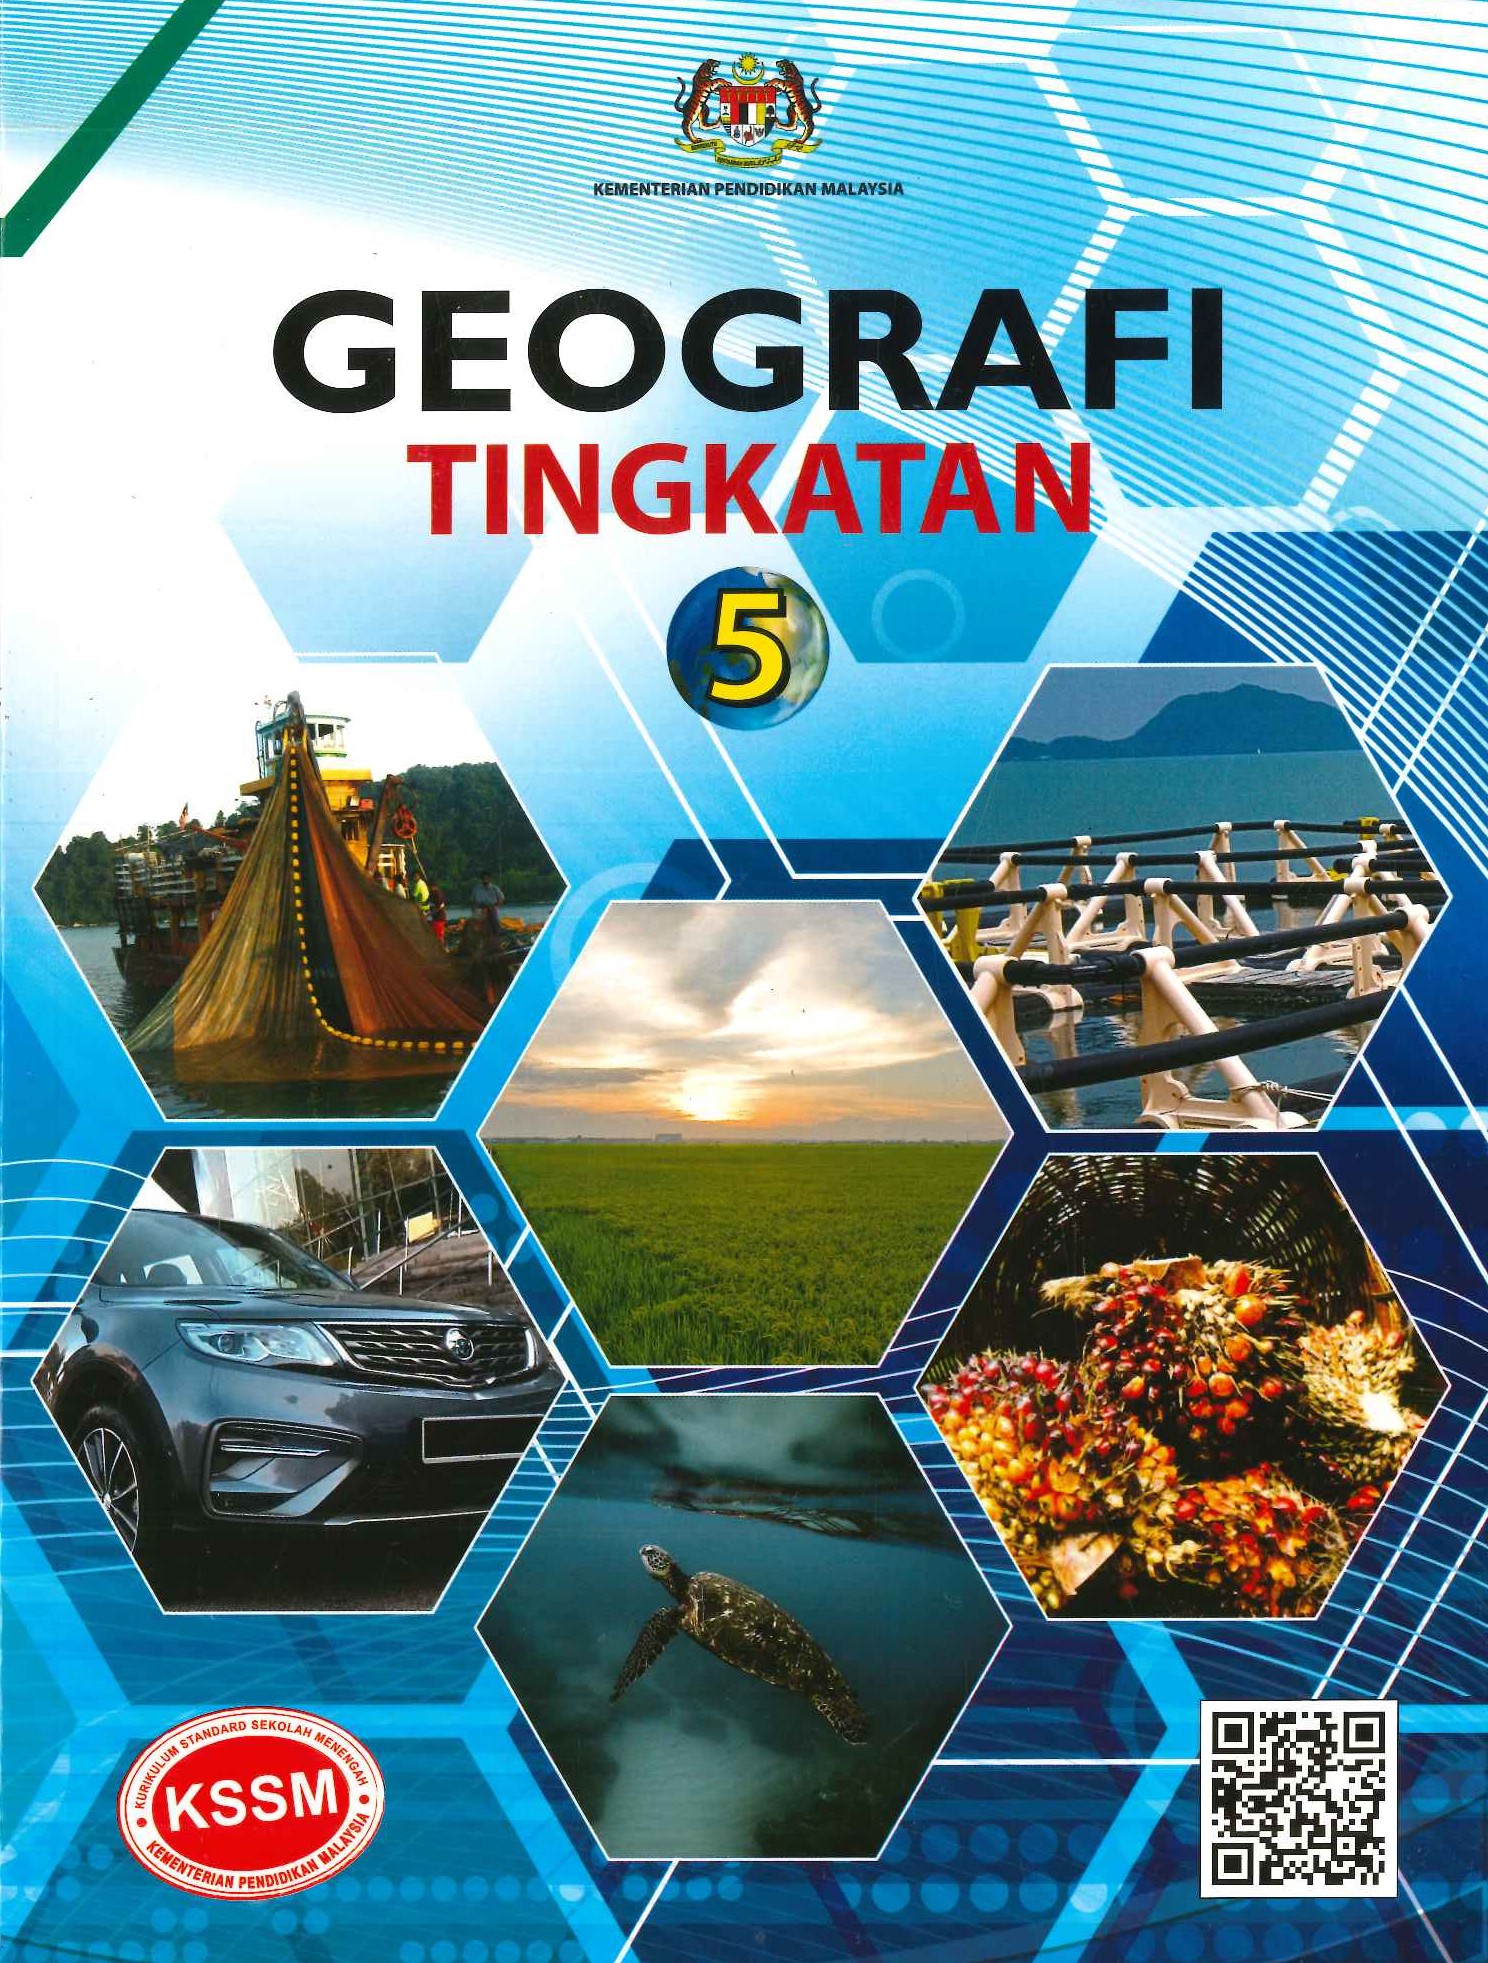 KEMENTERIAN PENDIDIKAN MALAYSIA
GEOGRAFI
TINGKATAN
5
KURIKULUM STANDARD SEKOLAH MENENGAH
KSSM
KEMENTERIAN PENDIDIKAN MALAYSIA